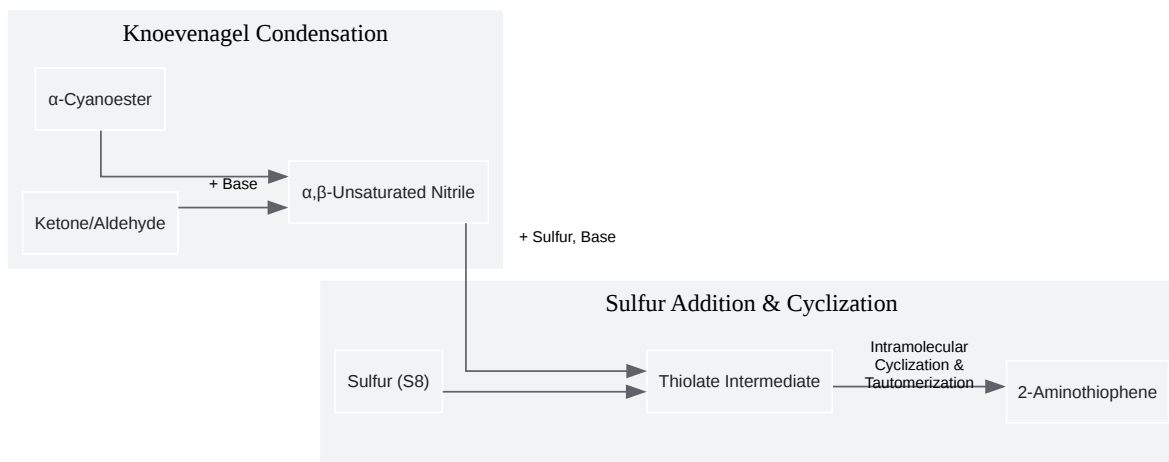 Knoevenagel Condensation
α-Cyanoester
+ Base
α,β-Unsaturated Nitrile
Ketone/Aldehyde
+ Sulfur, Base
Sulfur Addition & Cyclization
Sulfur (S8)
Thiolate Intermediate
Intramolecular
Cyclization &
Tautomerization
2-Aminothiophene